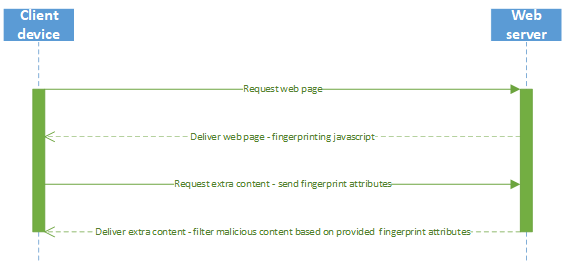 Client
device
Web
server
Request web page
Deliver web page - fingerprinting javascript
Request extra content - send fingerprint attributes
Deliver extra content - filter malicious content based on provided fingerprint attributes